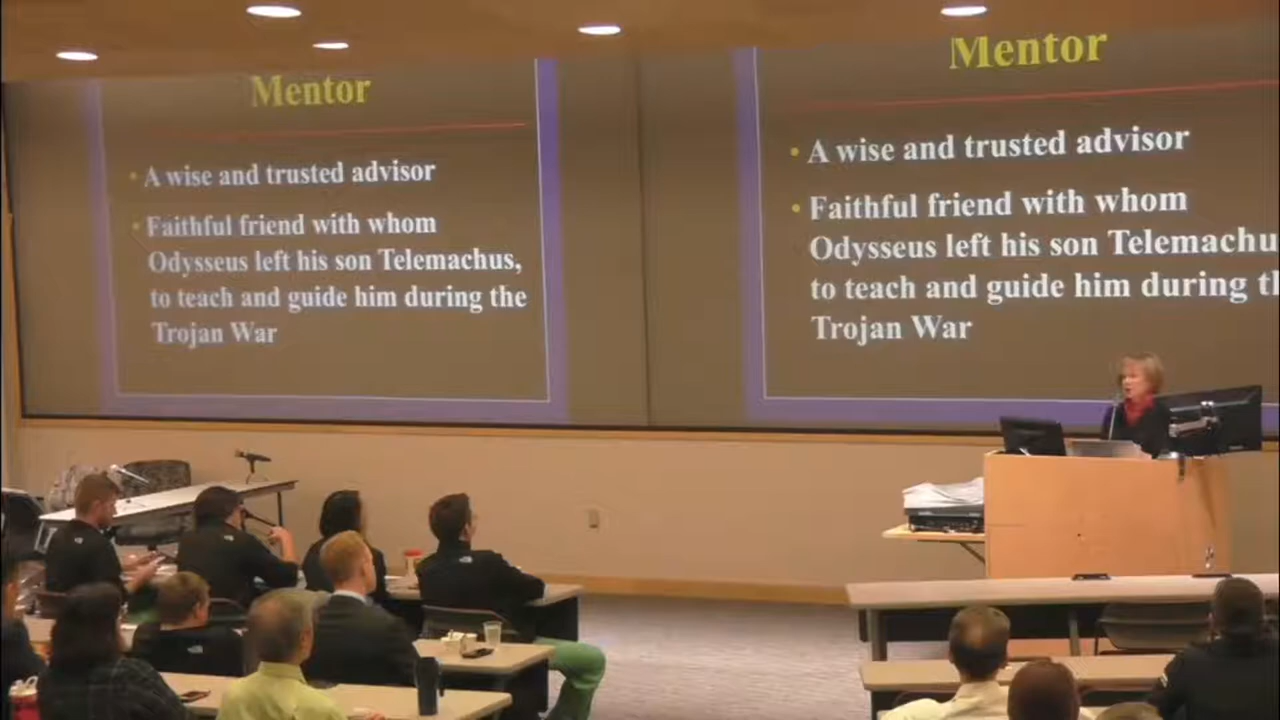 Mentor
A wise and trusted advisor
Faithful friend with whom
Odysseus left his son Telemachus,
to teach and guide him during the
Trojan War
Mentor
A wise and trusted advisor
Faithful friend with whom
Odysseus left his son Telemachu
to teach and guide him during t
Trojan War